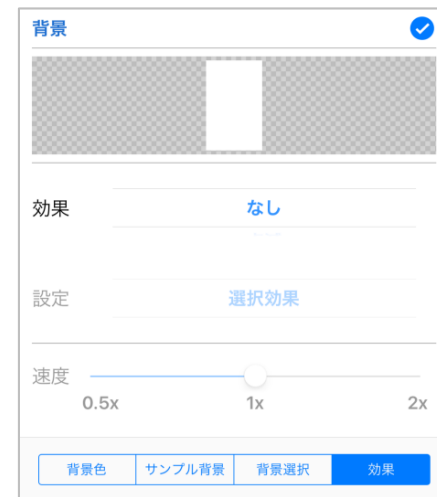 背景
効果
なし
設定
選択効果
速度
0.5x 1x 2x
背景色 サンプル背景 背景選択 効果